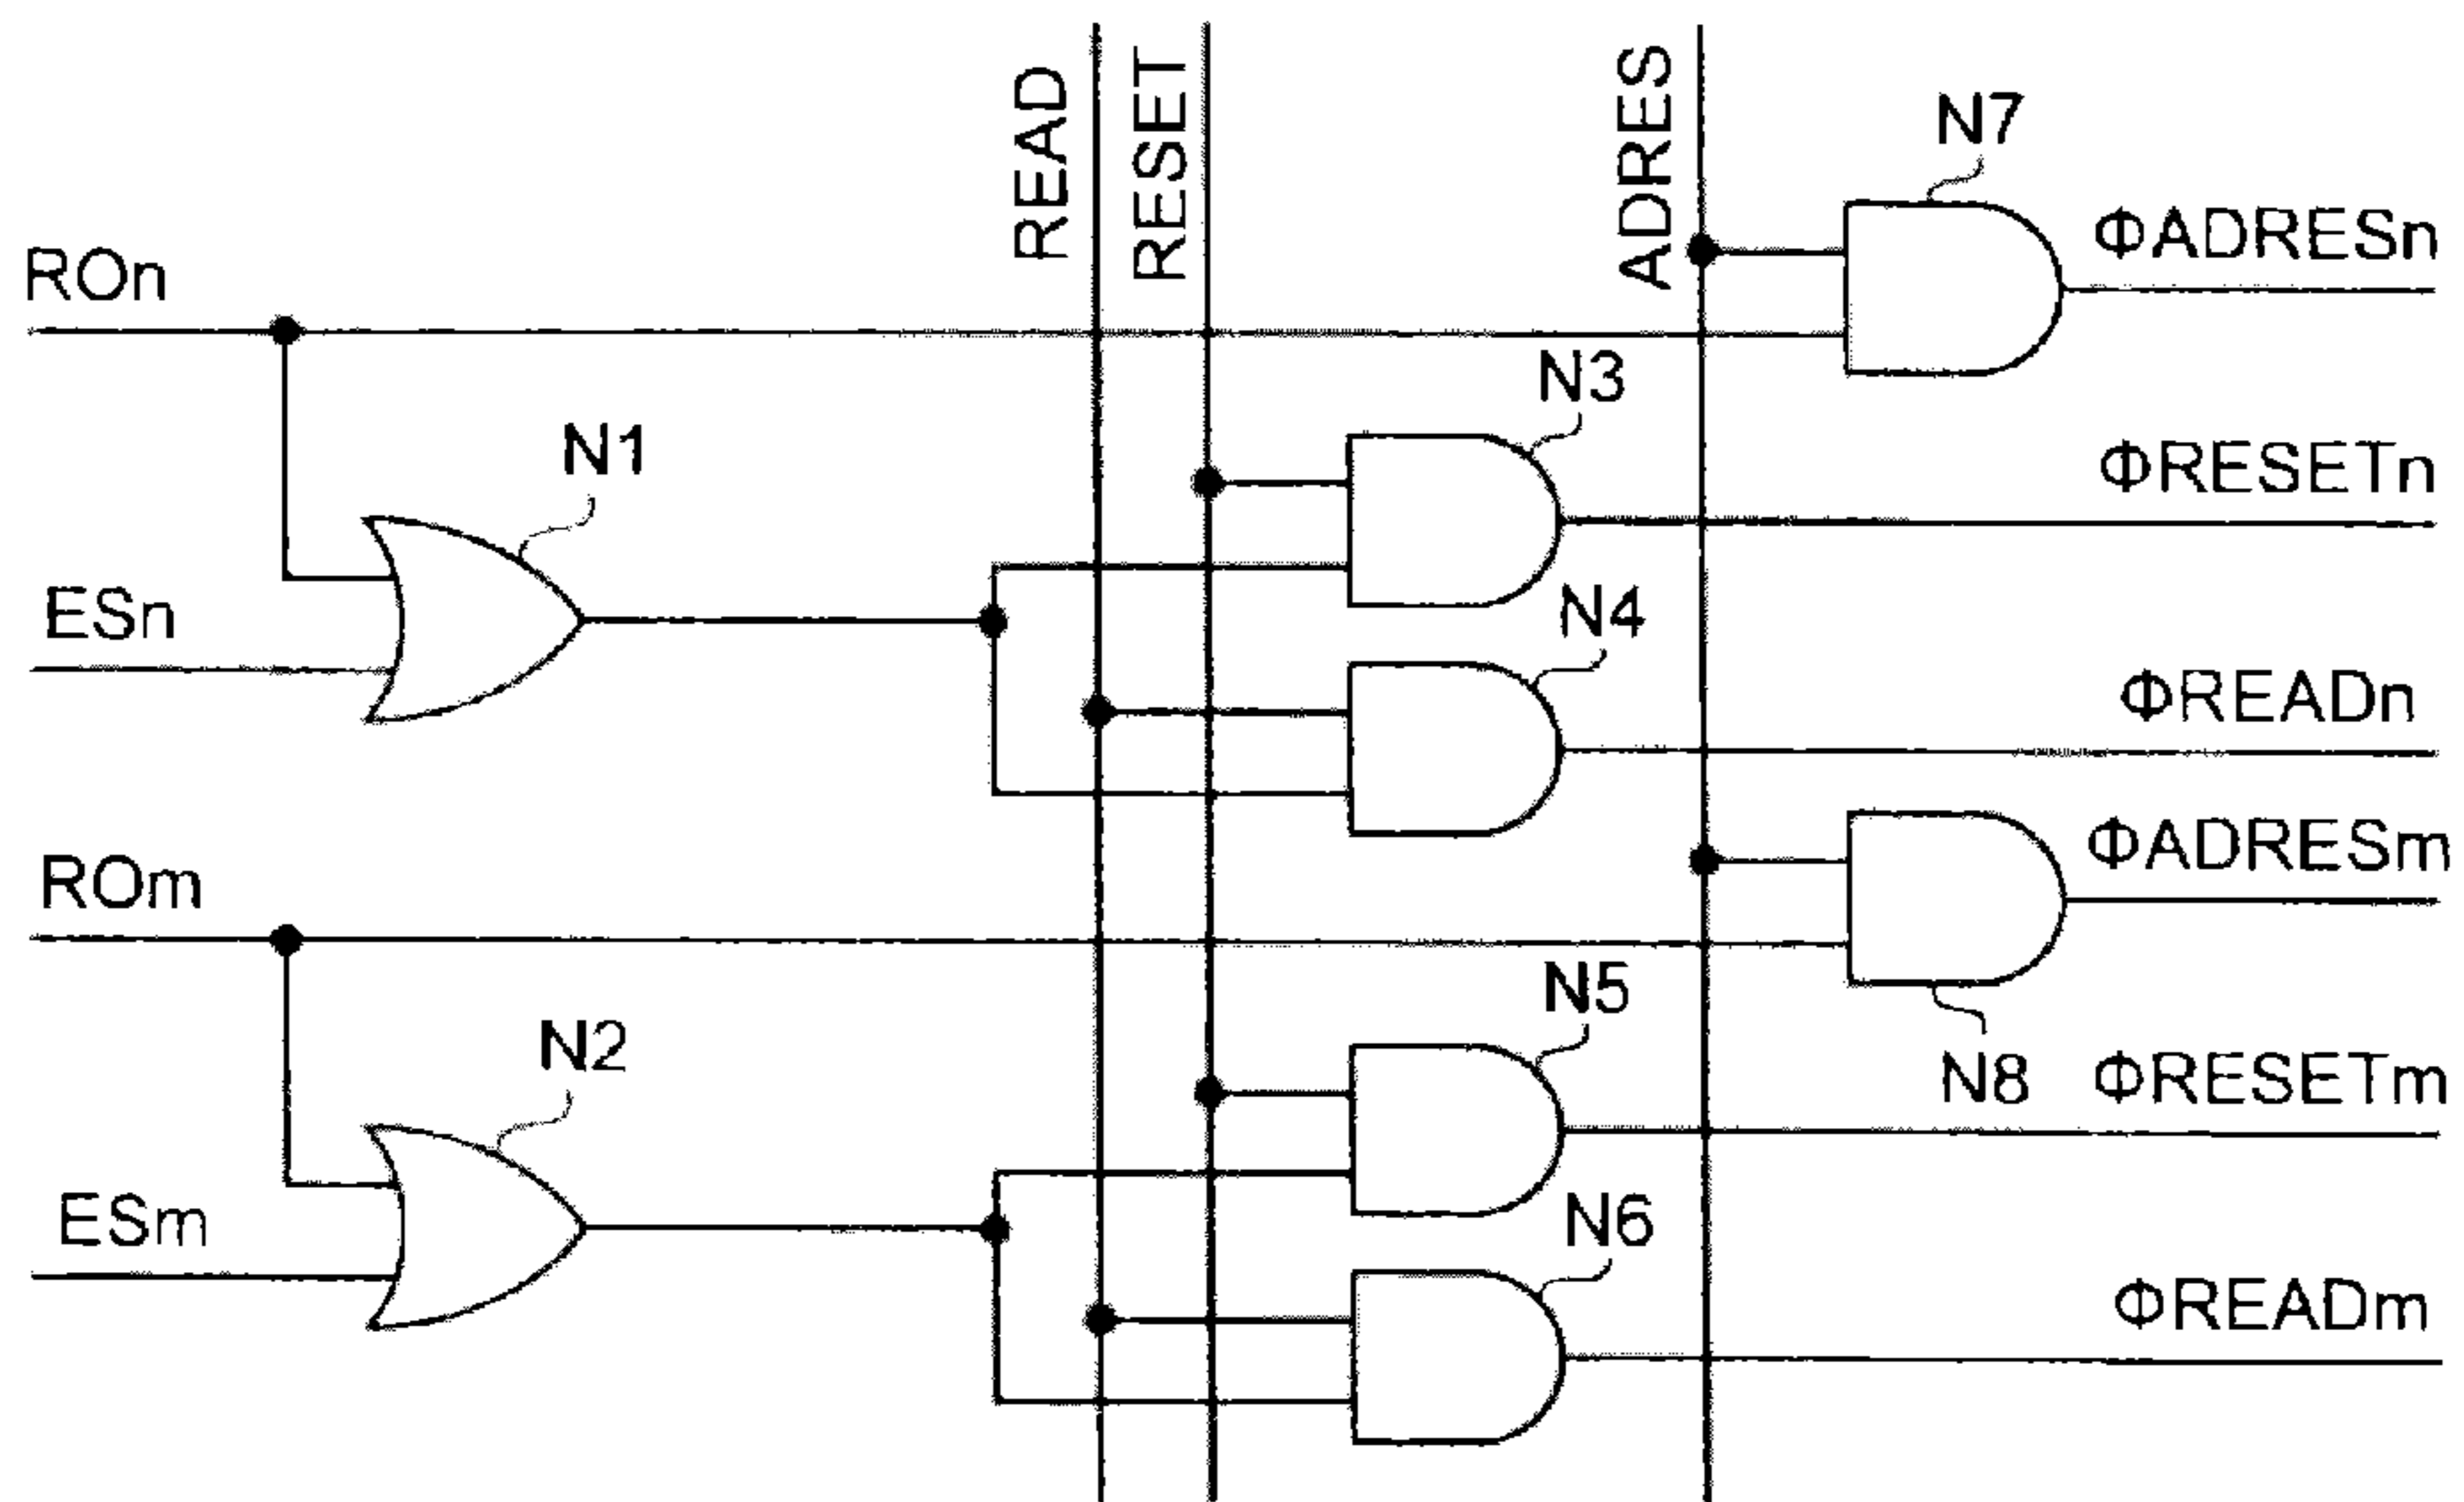 READ
RESET
ADRES
N7
ΦADRESn
ROn
N3
ΦRESETn
N1
ESn
N4
ΦREADn
ΦADRESm
ROm
N5
N8
ΦRESETm
N2
ESm
N6
ΦREADm